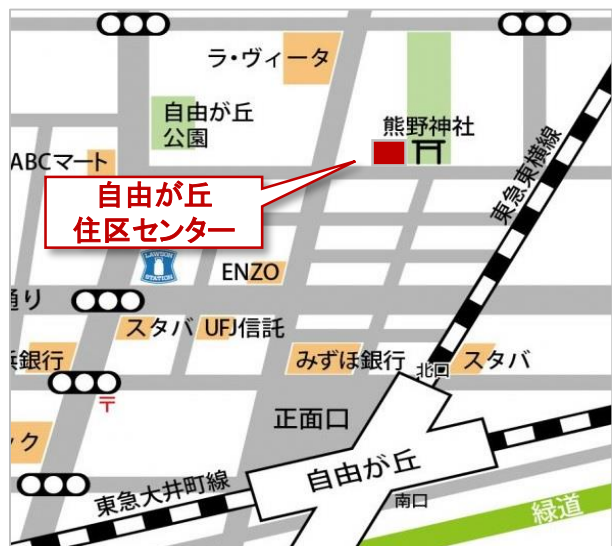 ラ・ヴィータ
自由が丘
公園
熊野神社
ABCマート
東急東横線
自由が丘
住区センター
LAWSON
STATION
ENZO
通り
スタバ
UFJ信託
浜銀行
みずほ銀行
北口
スタバ
〒
正面口
ック
自由が丘
東急大井町線
南口
緑道